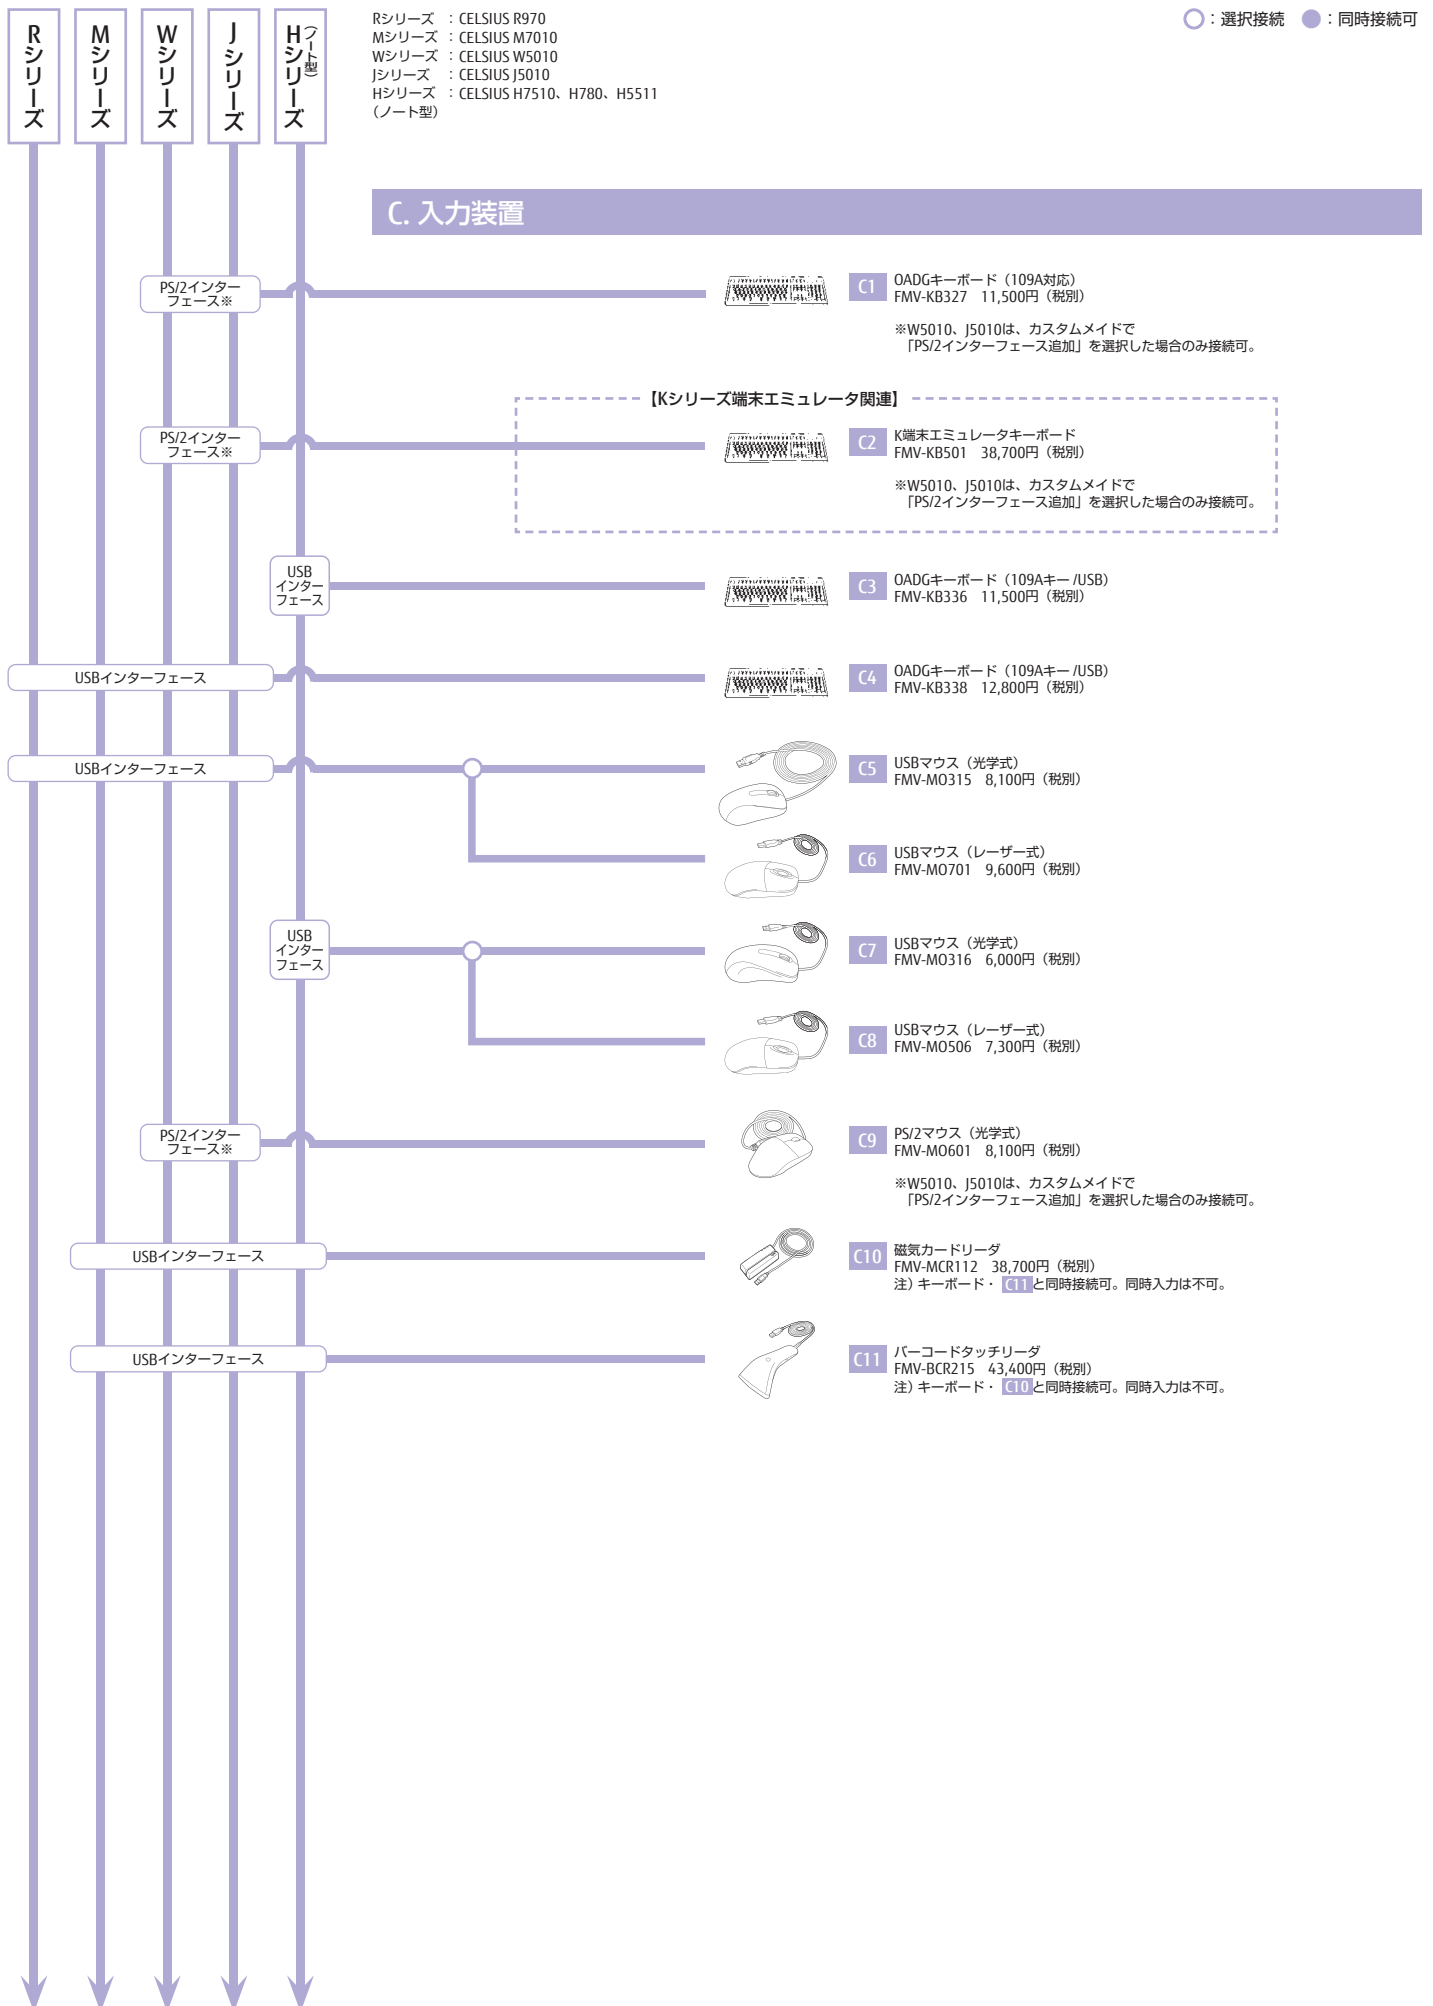 Rシリーズ
Mシリーズ
Wシリーズ
Jシリーズ
Hシリーズ
（ノート型）
Rシリーズ ：CELSIUS R970
Mシリーズ ：CELSIUS M7010
Wシリーズ ：CELSIUS W5010
Jシリーズ ：CELSIUS J5010
Hシリーズ ：CELSIUS H7510、H780、H5511
（ノート型）
○：選択接続 ●：同時接続可
C. 入力装置
PS/2インター
フェース※
C1 OADGキーボード（109A対応）
FMV-KB327 11,500円（税別）
※W5010、J5010は、カスタムメイドで
「PS/2インターフェース追加」を選択した場合のみ接続可。
【Kシリーズ端末エミュレータ関連】
PS/2インター
フェース※
C2 K端末エミュレータキーボード
FMV-KB501 38,700円（税別）
※W5010、J5010は、カスタムメイドで
「PS/2インターフェース追加」を選択した場合のみ接続可。
USB
インター
フェース
C3 OADGキーボード（109Aキー/USB）
FMV-KB336 11,500円（税別）
USBインターフェース
C4 OADGキーボード（109Aキー/USB）
FMV-KB338 12,800円（税別）
USBインターフェース
C5 USBマウス（光学式）
FMV-MO315 8,100円（税別）
C6 USBマウス（レーザー式）
FMV-MO701 9,600円（税別）
USB
インター
フェース
C7 USBマウス（光学式）
FMV-MO316 6,000円（税別）
C8 USBマウス（レーザー式）
FMV-MO506 7,300円（税別）
PS/2インター
フェース※
C9 PS/2マウス（光学式）
FMV-MO601 8,100円（税別）
※W5010、J5010は、カスタムメイドで
「PS/2インターフェース追加」を選択した場合のみ接続可。
USBインターフェース
C10 磁気カードリーダ
FMV-MCR112 38,700円（税別）
注）キーボード・ C11 と同時接続可。同時入力は不可。
USBインターフェース
C11 バーコードタッチリーダ
FMV-BCR215 43,400円（税別）
注）キーボード・ C10 と同時接続可。同時入力は不可。